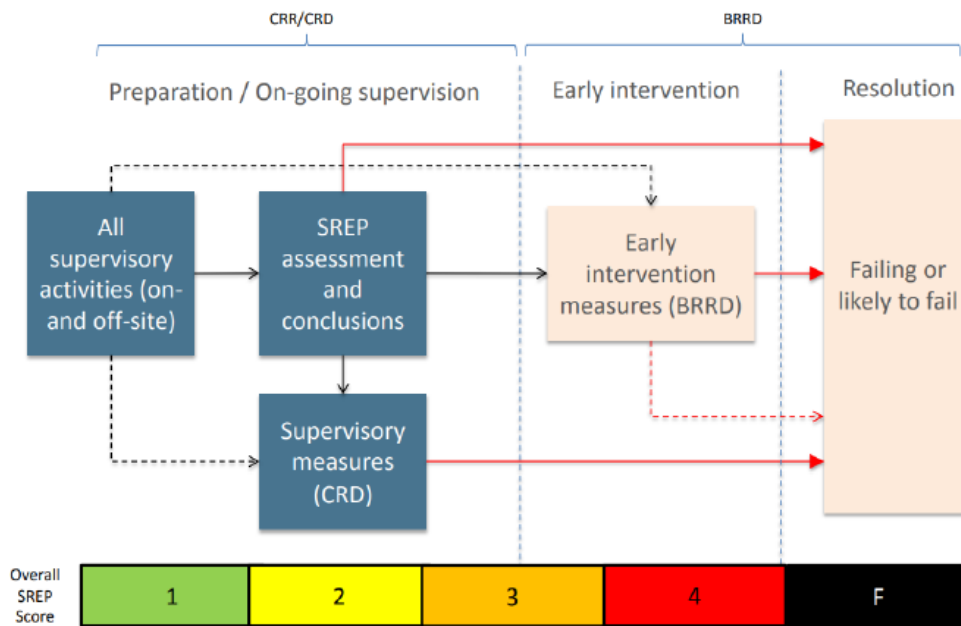 CRR/CRD
BRRD
Preparation / On-going supervision
Early intervention
Resolution
All
supervisory
activities (on-
and off-site)
SREP
assessment
and
conclusions
Early
intervention
measures (BRRD)
Failing or
likely to fail
Supervisory
measures
(CRD)
Overall
SREP
Score
1
2
3
4
F